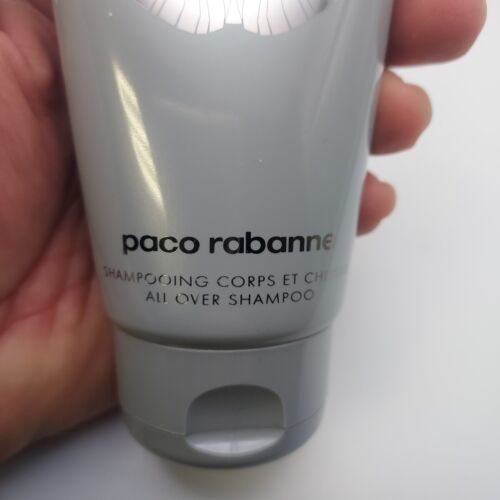 paco rabanne
SHAMPOOING CORPS ET
ALL OVER SHAMPOO